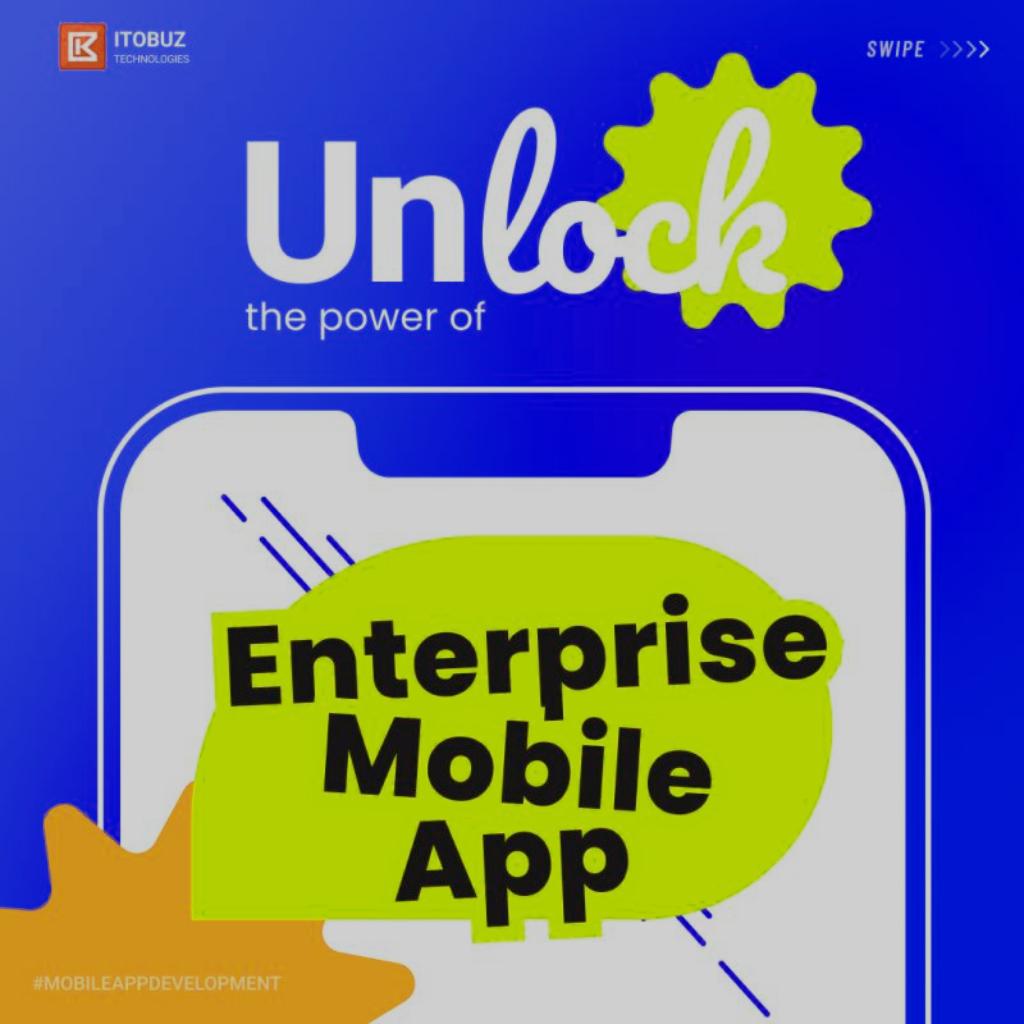 ITOBUZ
TECHNOLOGIES
SWIPE >>>>
Unlock
the power of
Enterprise
Mobile
App
#MOBILEAPPDEVELOPMENT